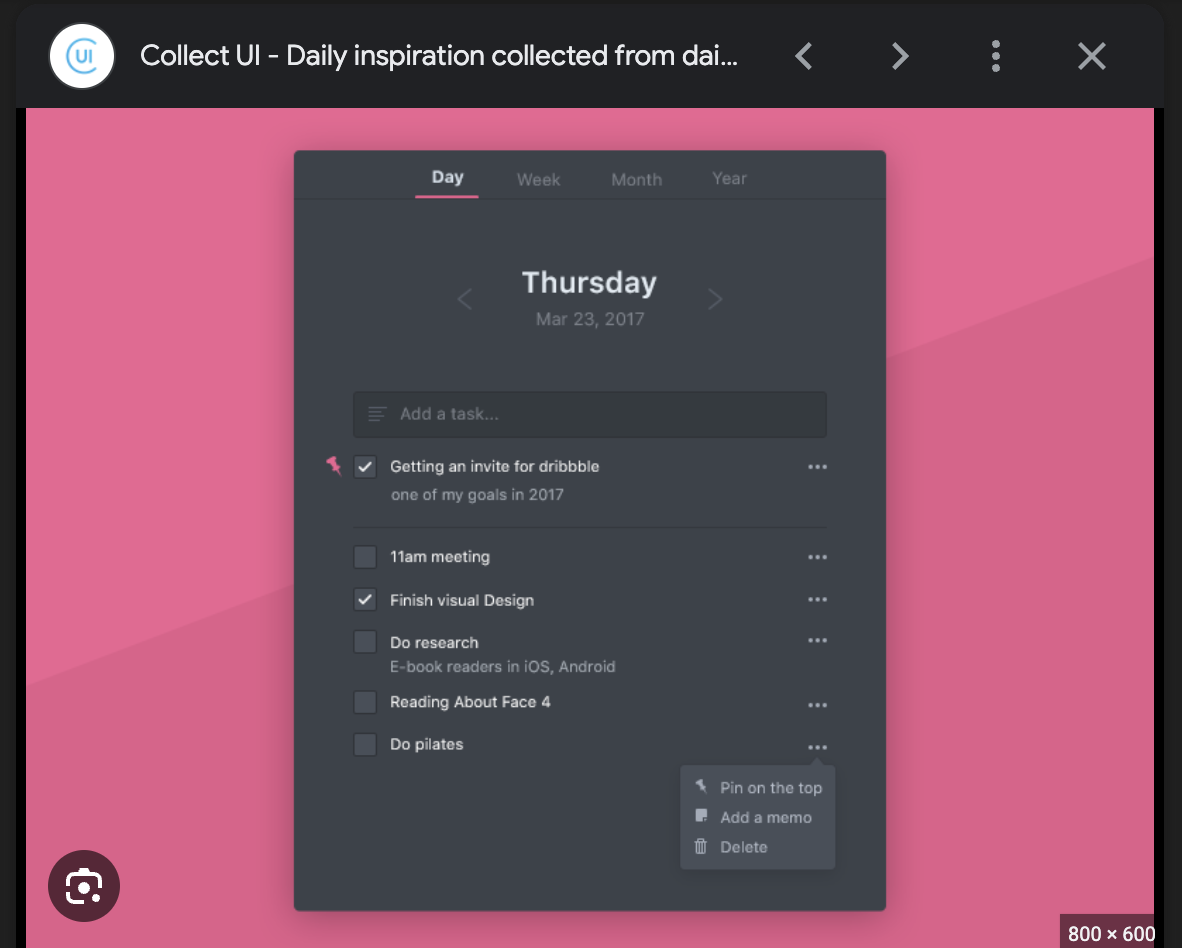 UI
Collect UI - Daily inspiration collected from dai...
Day Week Month Year
Thursday
Mar 23, 2017
Add a task...
Getting an invite for dribbble
one of my goals in 2017
11am meeting
Finish visual Design
Do research
E-book readers in iOS, Android
Reading About Face 4
Do pilates
Pin on the top
Add a memo
Delete
800 × 600